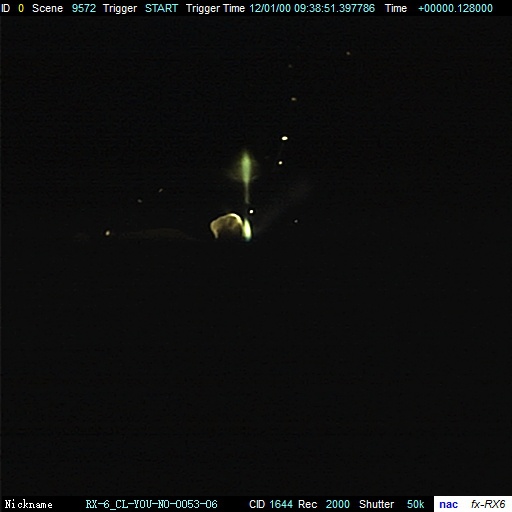 ID 0 Scene 9572 Trigger START Trigger Time 12/01/00 09:38:51.397786 Time +00000.128000
Nickname RX-6_CL-YOU-NO-0053-06 CID 1644 Rec 2000 Shutter 50k nac fx-RX6